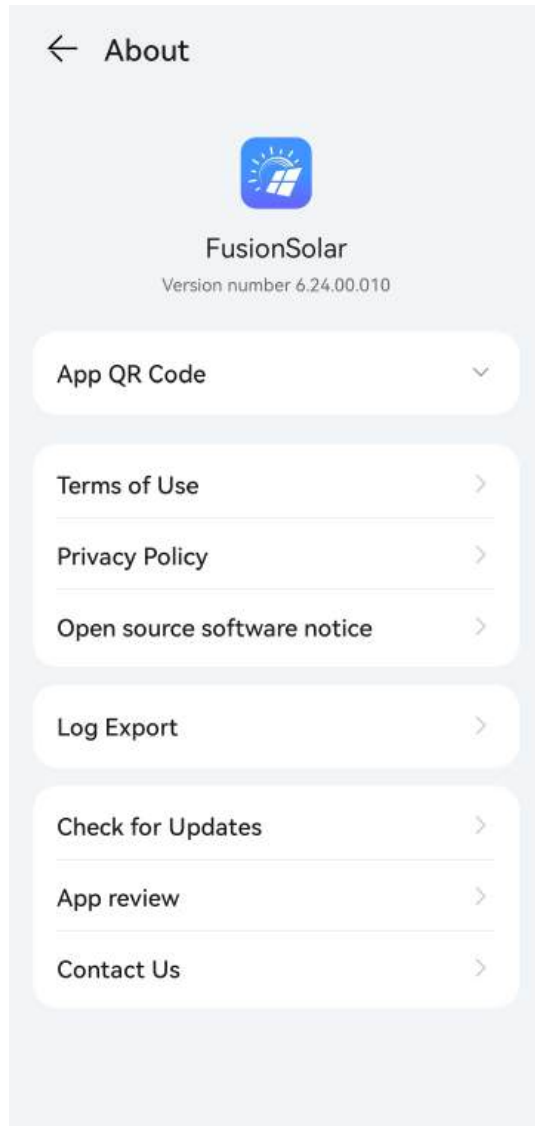 About
FusionSolar
Version number 6.24.00.010
App QR Code
Terms of Use
Privacy Policy
Open source software notice
Log Export
Check for Updates
App review
Contact Us